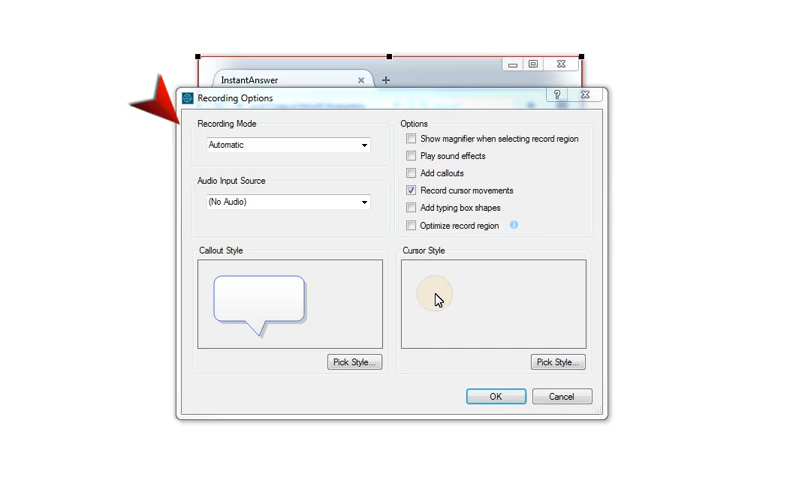 InstantAnswer
Recording Options
Recording Mode
Automatic
Audio Input Source
(No Audio)
Options
Show magnifier when selecting record region
Play sound effects
Add callouts
Record cursor movements
Add typing box shapes
Optimize record region
Callout Style
Pick Style...
Cursor Style
Pick Style...
OK
Cancel